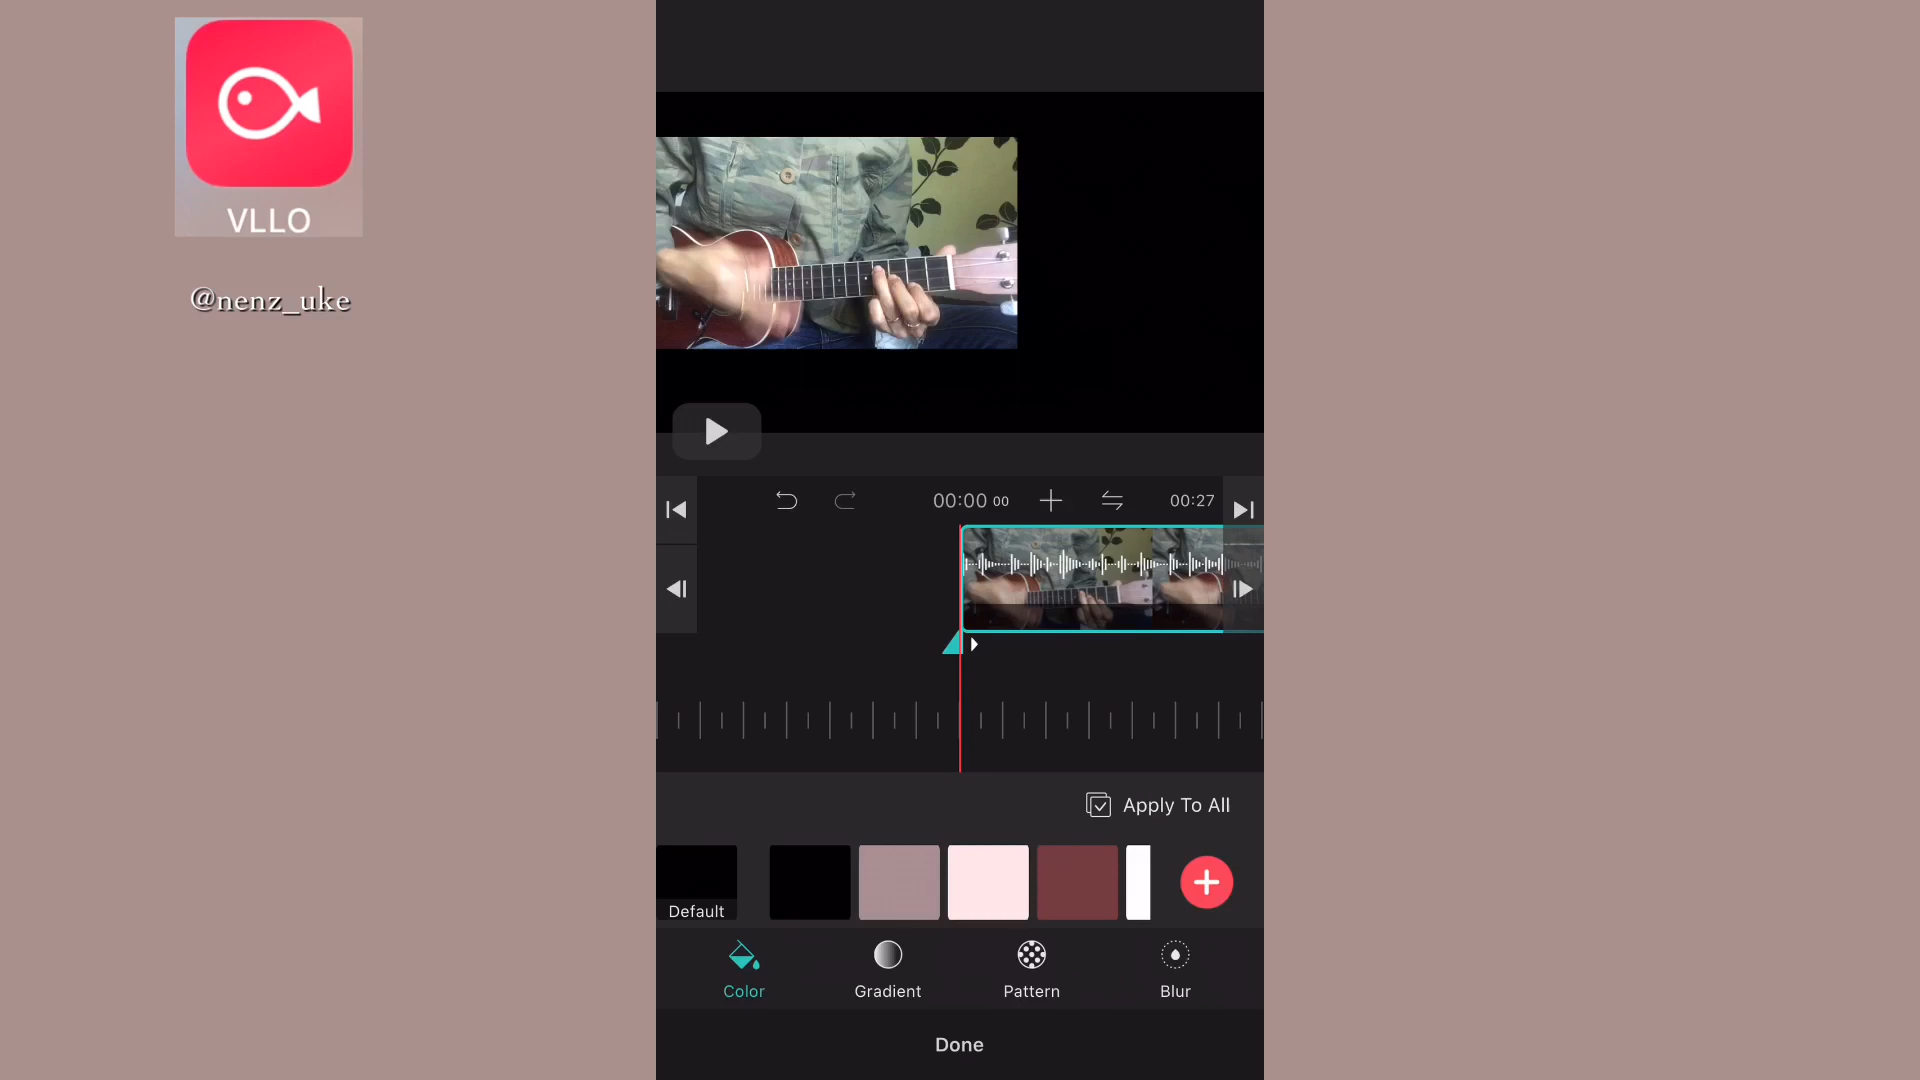 VLLO
@nenz_uke
00:00 00
00:27
Apply To All
Default
Color
Gradient
Pattern
Blur
Done